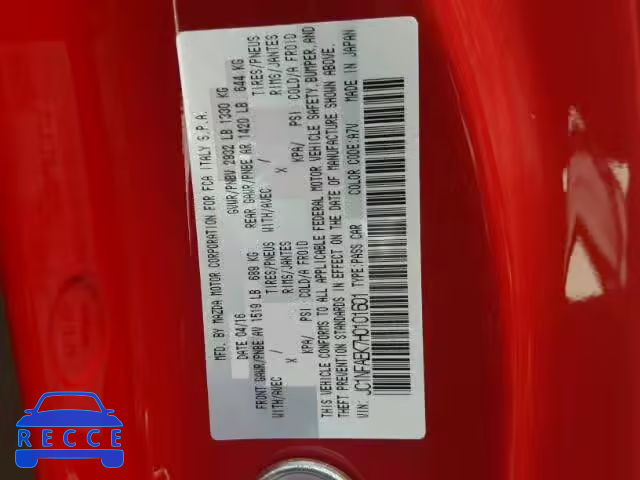 MFD. BY MAZDA MOTOR CORPORATION FOR FCA ITALY S.P.A.
DATE 04/16 GVWR/PNBV 2932 LB 1330 KG
FRONT GAWR/PNBE AV 1519 LB 689 KG REAR GAWR/PNBE AR 1420 LB 644 KG
WITH/AVEC TIRES/PNEUS WITH/AVEC TIRES/PNEUS
X RIMS/JANTES X RIMS/JANTES
KPA/ PSI COLD/A FROID KPA/ PSI COLD/A FROID
THIS VEHICLE CONFORMS TO ALL APPLICABLE FEDERAL MOTOR VEHICLE SAFETY, BUMPER, AND
THEFT PREVENTION STANDARDS IN EFFECT ON THE DATE OF MANUFACTURE SHOWN ABOVE.
VIN: JC1NFAEK7H0101601 TYPE:PASS CAR COLOR CODE:A7V MADE IN JAPAN
RECCE